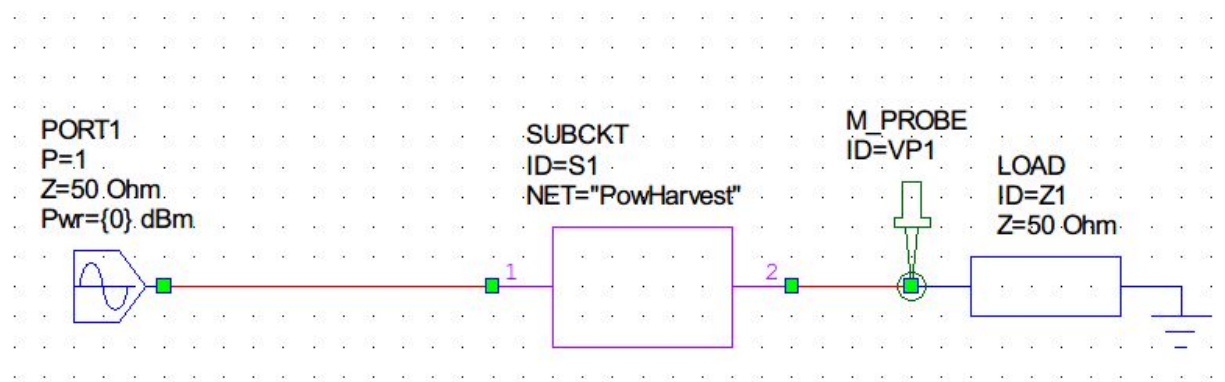 PORT1
P=1
Z=50 Ohm
Pwr={0} dBm
SUBCKT
ID=S1
NET="PowHarvest"
1
2
M_PROBE
ID=VP1
LOAD
ID=Z1
Z=50 Ohm